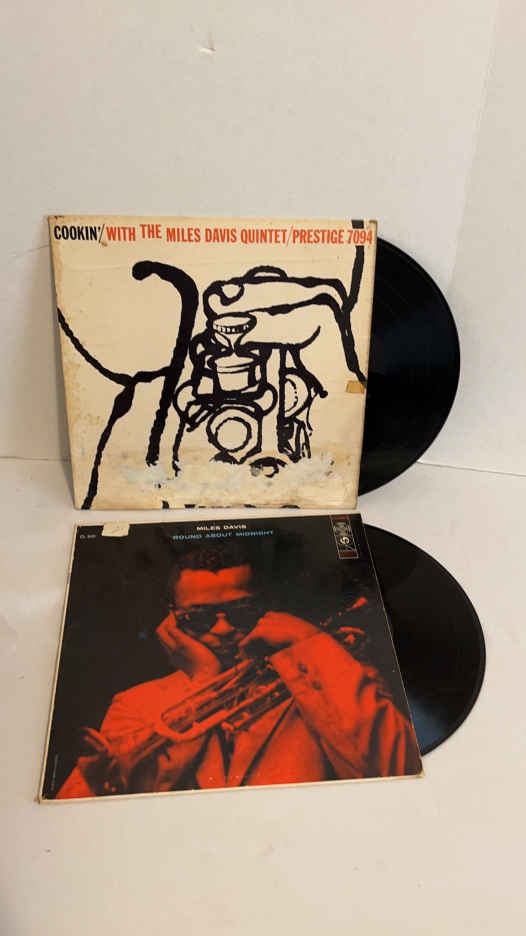 COOKIN'/WITH THE MILES DAVIS QUINTET/PRESTIGE 7094
MILES DAVIS
'ROUND ABOUT MIDNIGHT